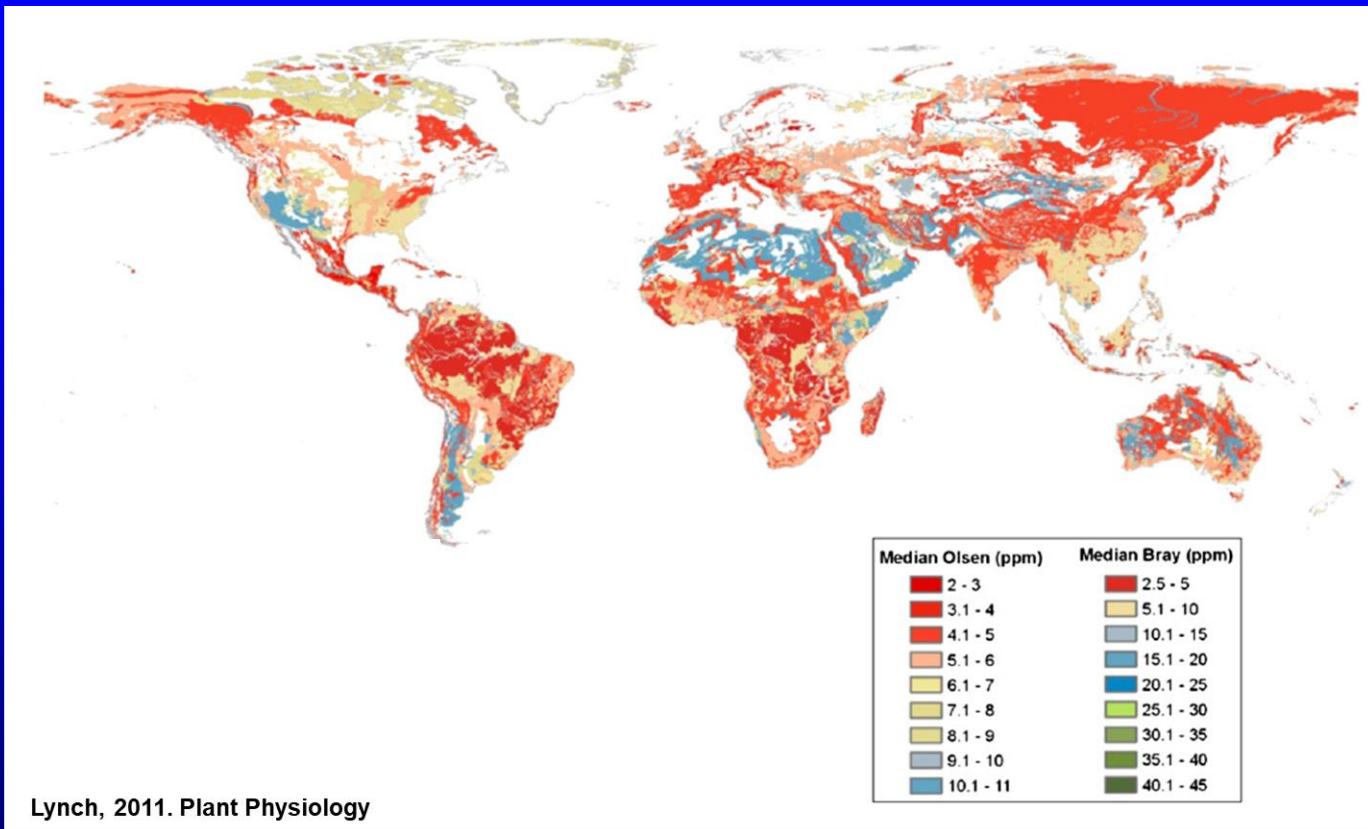 Median Olsen (ppm) Median Bray (ppm)
2 - 3 2.5 - 5
3.1 - 4 5.1 - 10
4.1 - 5 10.1 - 15
5.1 - 6 15.1 - 20
6.1 - 7 20.1 - 25
7.1 - 8 25.1 - 30
8.1 - 9 30.1 - 35
9.1 - 10 35.1 - 40
10.1 - 11 40.1 - 45
Lynch, 2011. Plant Physiology